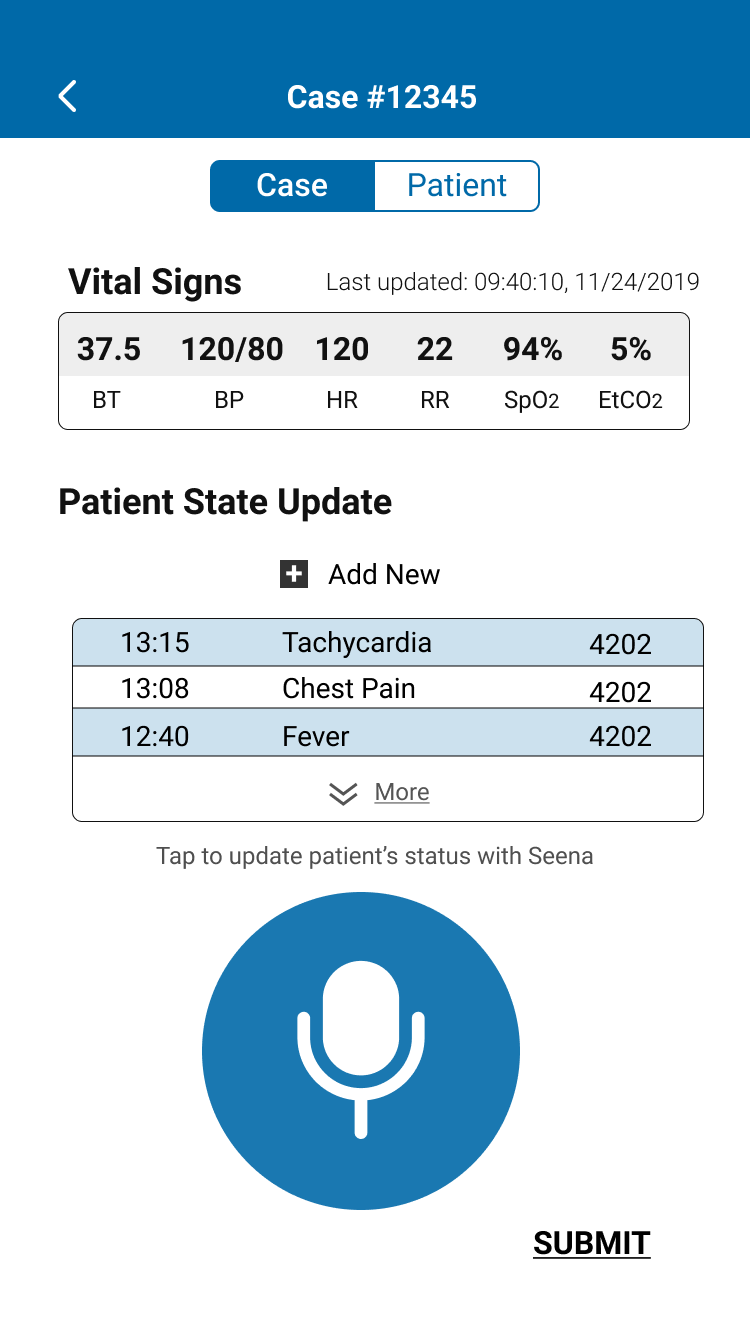 Case #12345
Case Patient
Vital Signs Last updated: 09:40:10, 11/24/2019
37.5 120/80 120 22 94% 5%
BT BP HR RR SpO2 EtCO2
Patient State Update
Add New
13:15 Tachycardia 4202
13:08 Chest Pain 4202
12:40 Fever 4202
More
Tap to update patient’s status with Seena
SUBMIT